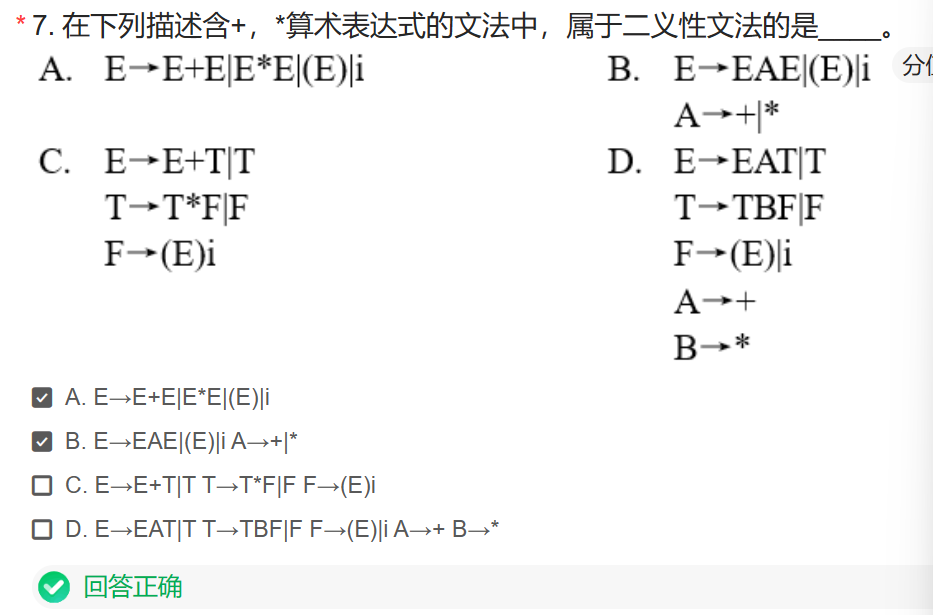 * 7. 在下列描述含+，*算术表达式的文法中，属于二义性文法的是_____。
A. E→E+E|E*E|(E)|i
B. E→EAE|(E)|i
A→+|*
C. E→E+T|T
T→T*F|F
F→(E)i
D. E→EAT|T
T→TBF|F
F→(E)|i
A→+
B→*
分
A. E→E+E|E*E|(E)|i
B. E→EAE|(E)|i A→+|*
C. E→E+T|T T→T*F|F F→(E)i
D. E→EAT|T T→TBF|F F→(E)|i A→+ B→*
回答正确